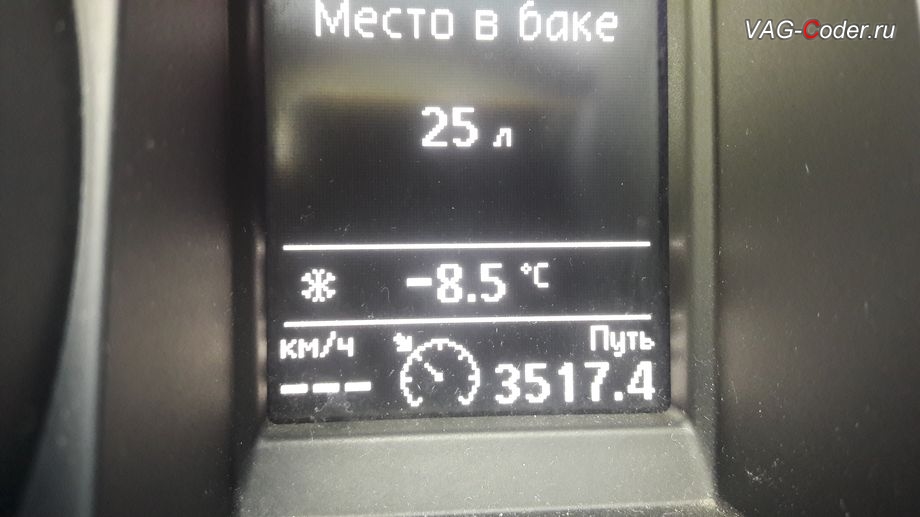 Место в баке
VAG-Coder.ru
25 л
-8.5 °C
км/ч
Путь
--- 3517.4